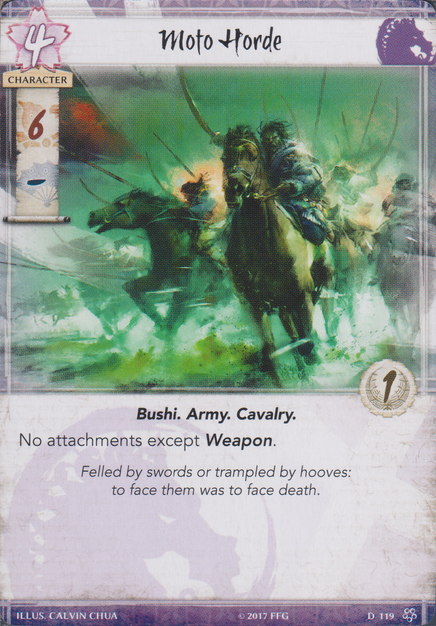 4
Moto Horde
CHARACTER
6
-
1
Bushi. Army. Cavalry.
No attachments except Weapon.
Felled by swords or trampled by hooves:
to face them was to face death.
ILLUS. CALVIN CHUA © 2017 FFG D 119